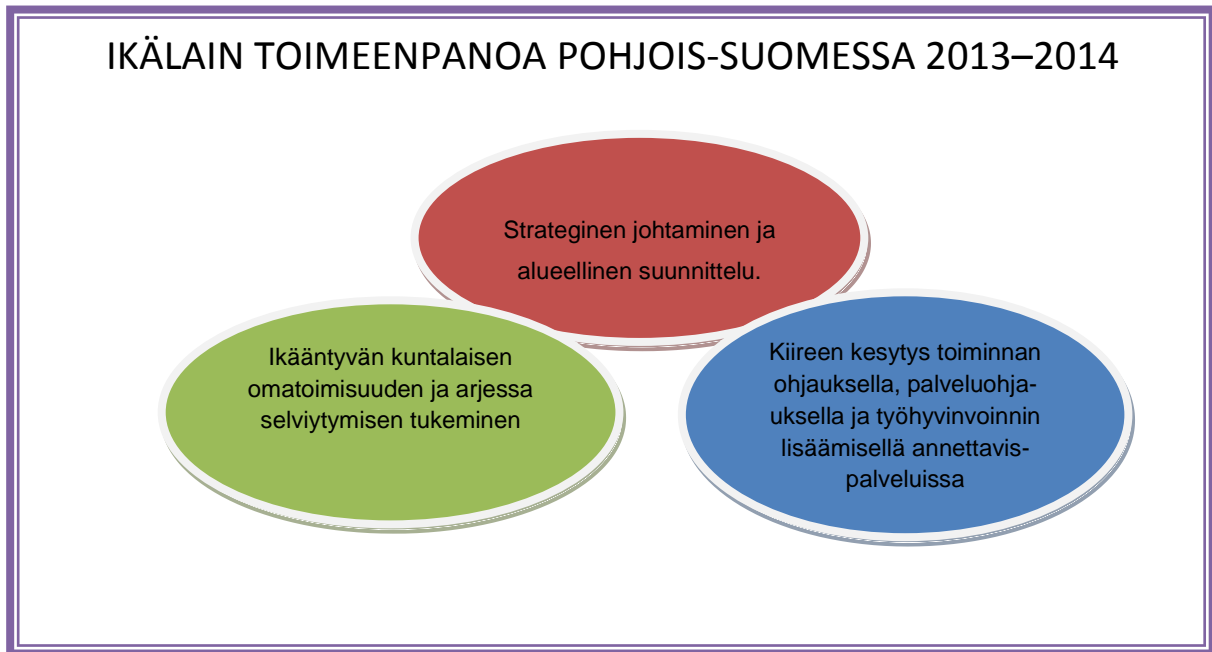 IKÄLAIN TOIMEENPANOA POHJOIS-SUOMESSA 2013–2014
Strateginen johtaminen ja
alueellinen suunnittelu.
Ikääntyvän kuntalaisen
omatoimisuuden ja arjessa
selviytymisen tukeminen
Kiireen kesytys toiminnan
ohjauksella, palveluohja-
uksella ja työhyvinvoinnin
lisäämisellä annettavis-
palveluissa